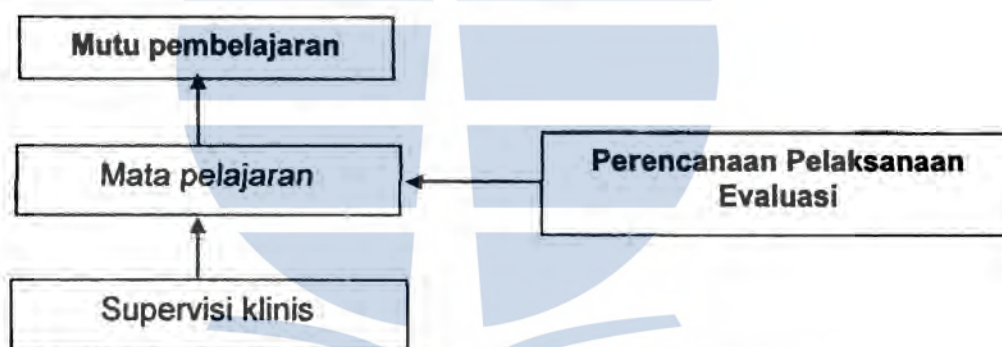 Mutu pembelajaran
Mata pelajaran
Perencanaan Pelaksanaan
Evaluasi
Supervisi klinis